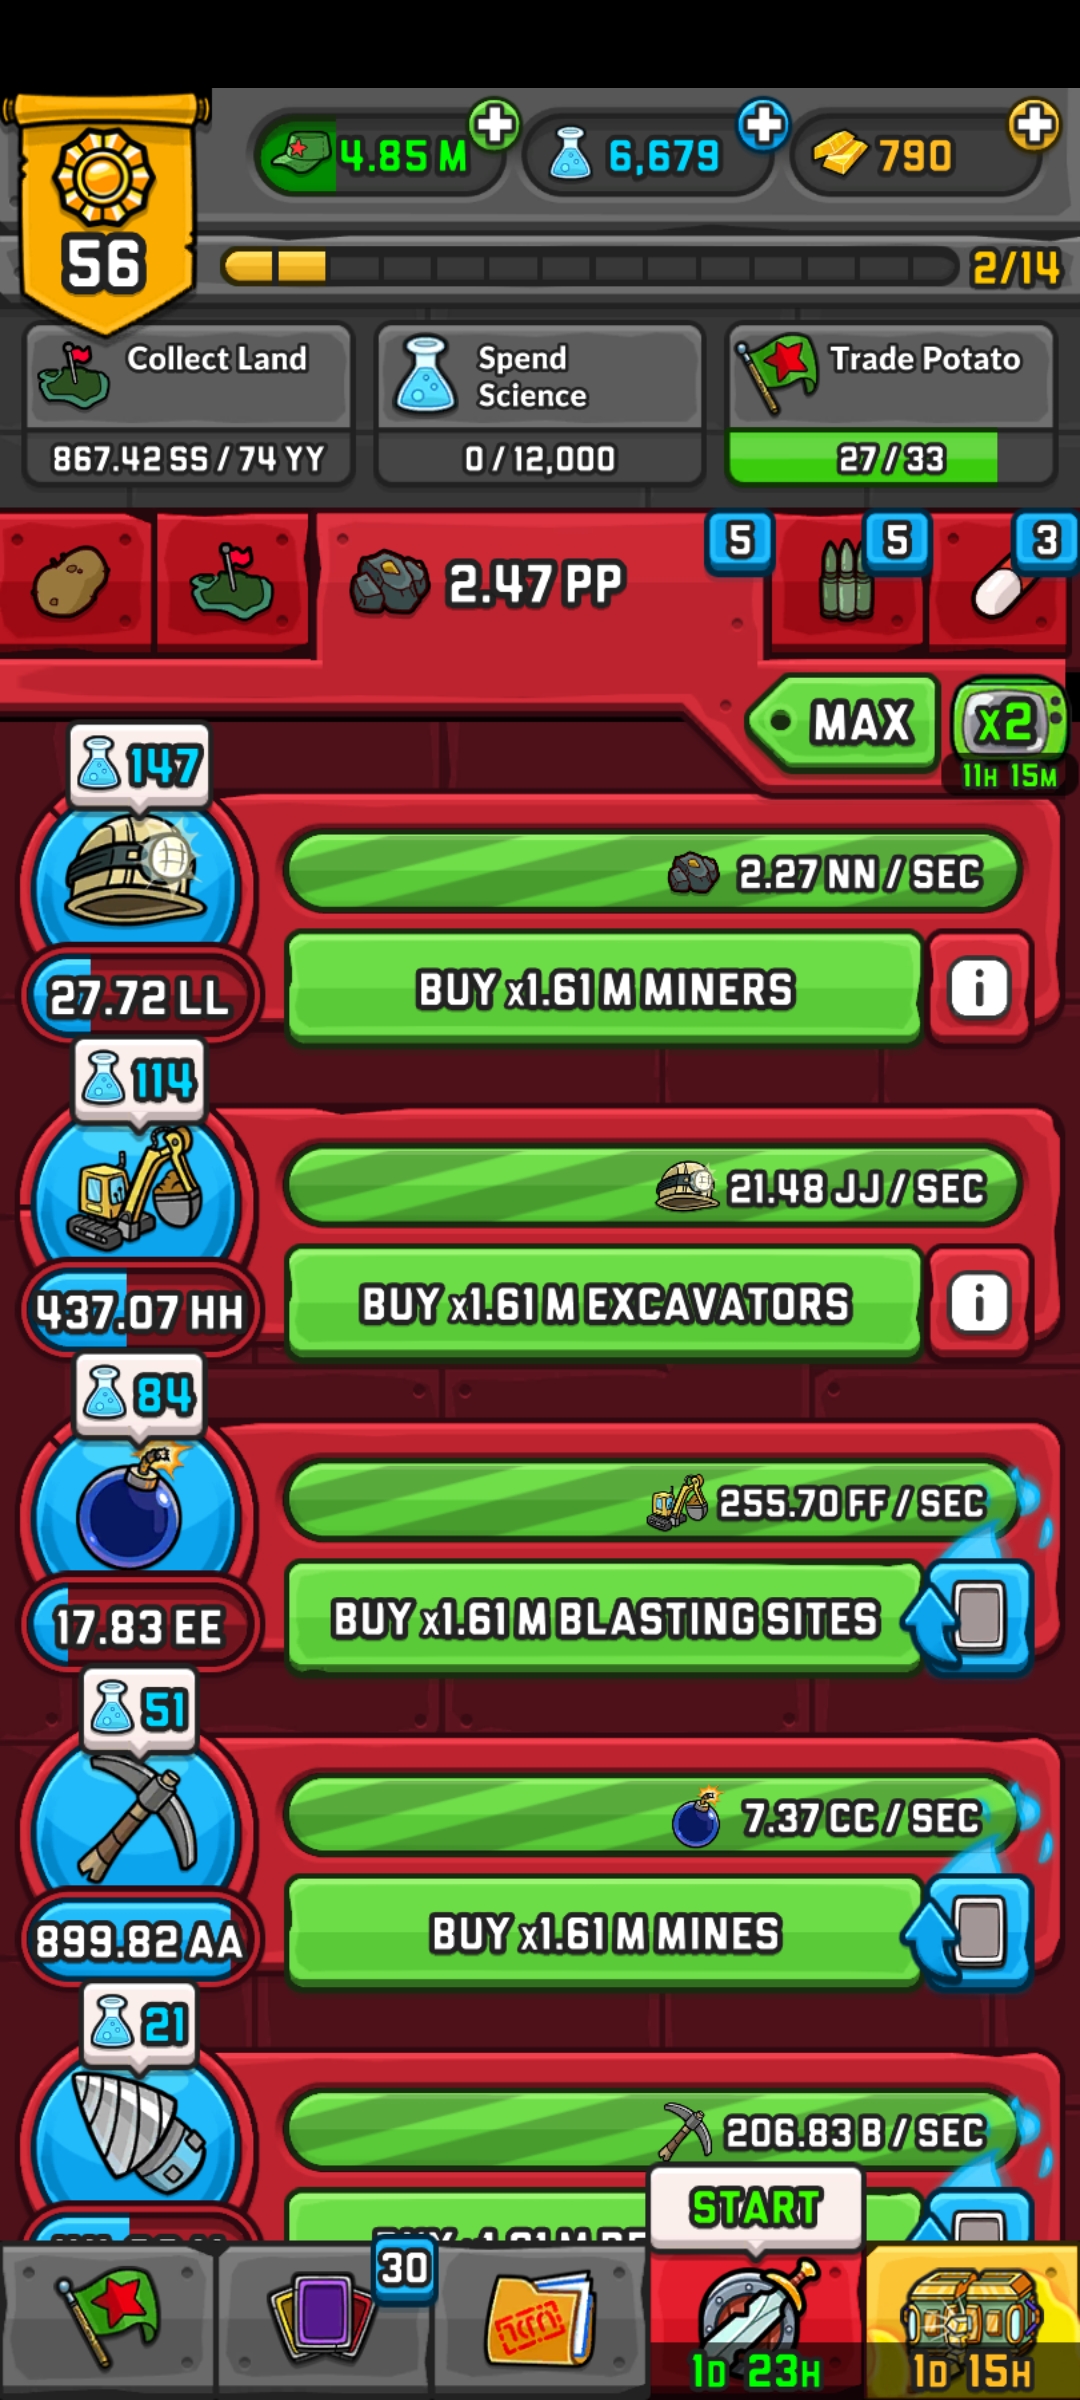 56
4.85 M
6,679
790
2/14
Collect Land
867.42 SS / 74 YY
Spend
Science
0 / 12,000
Trade Potato
27 / 33
2.47 PP
5
5
3
MAX
x2
11H 15M
147
2.27 NN / SEC
27.72 LL
BUY x1.61 M MINERS
i
114
21.48 JJ / SEC
437.07 HH
BUY x1.61 M EXCAVATORS
i
84
255.70 FF / SEC
17.83 EE
BUY x1.61 M BLASTING SITES
51
7.37 CC / SEC
899.82 AA
BUY x1.61 M MINES
21
206.83 B / SEC
START
30
1D 23H
1D 15H